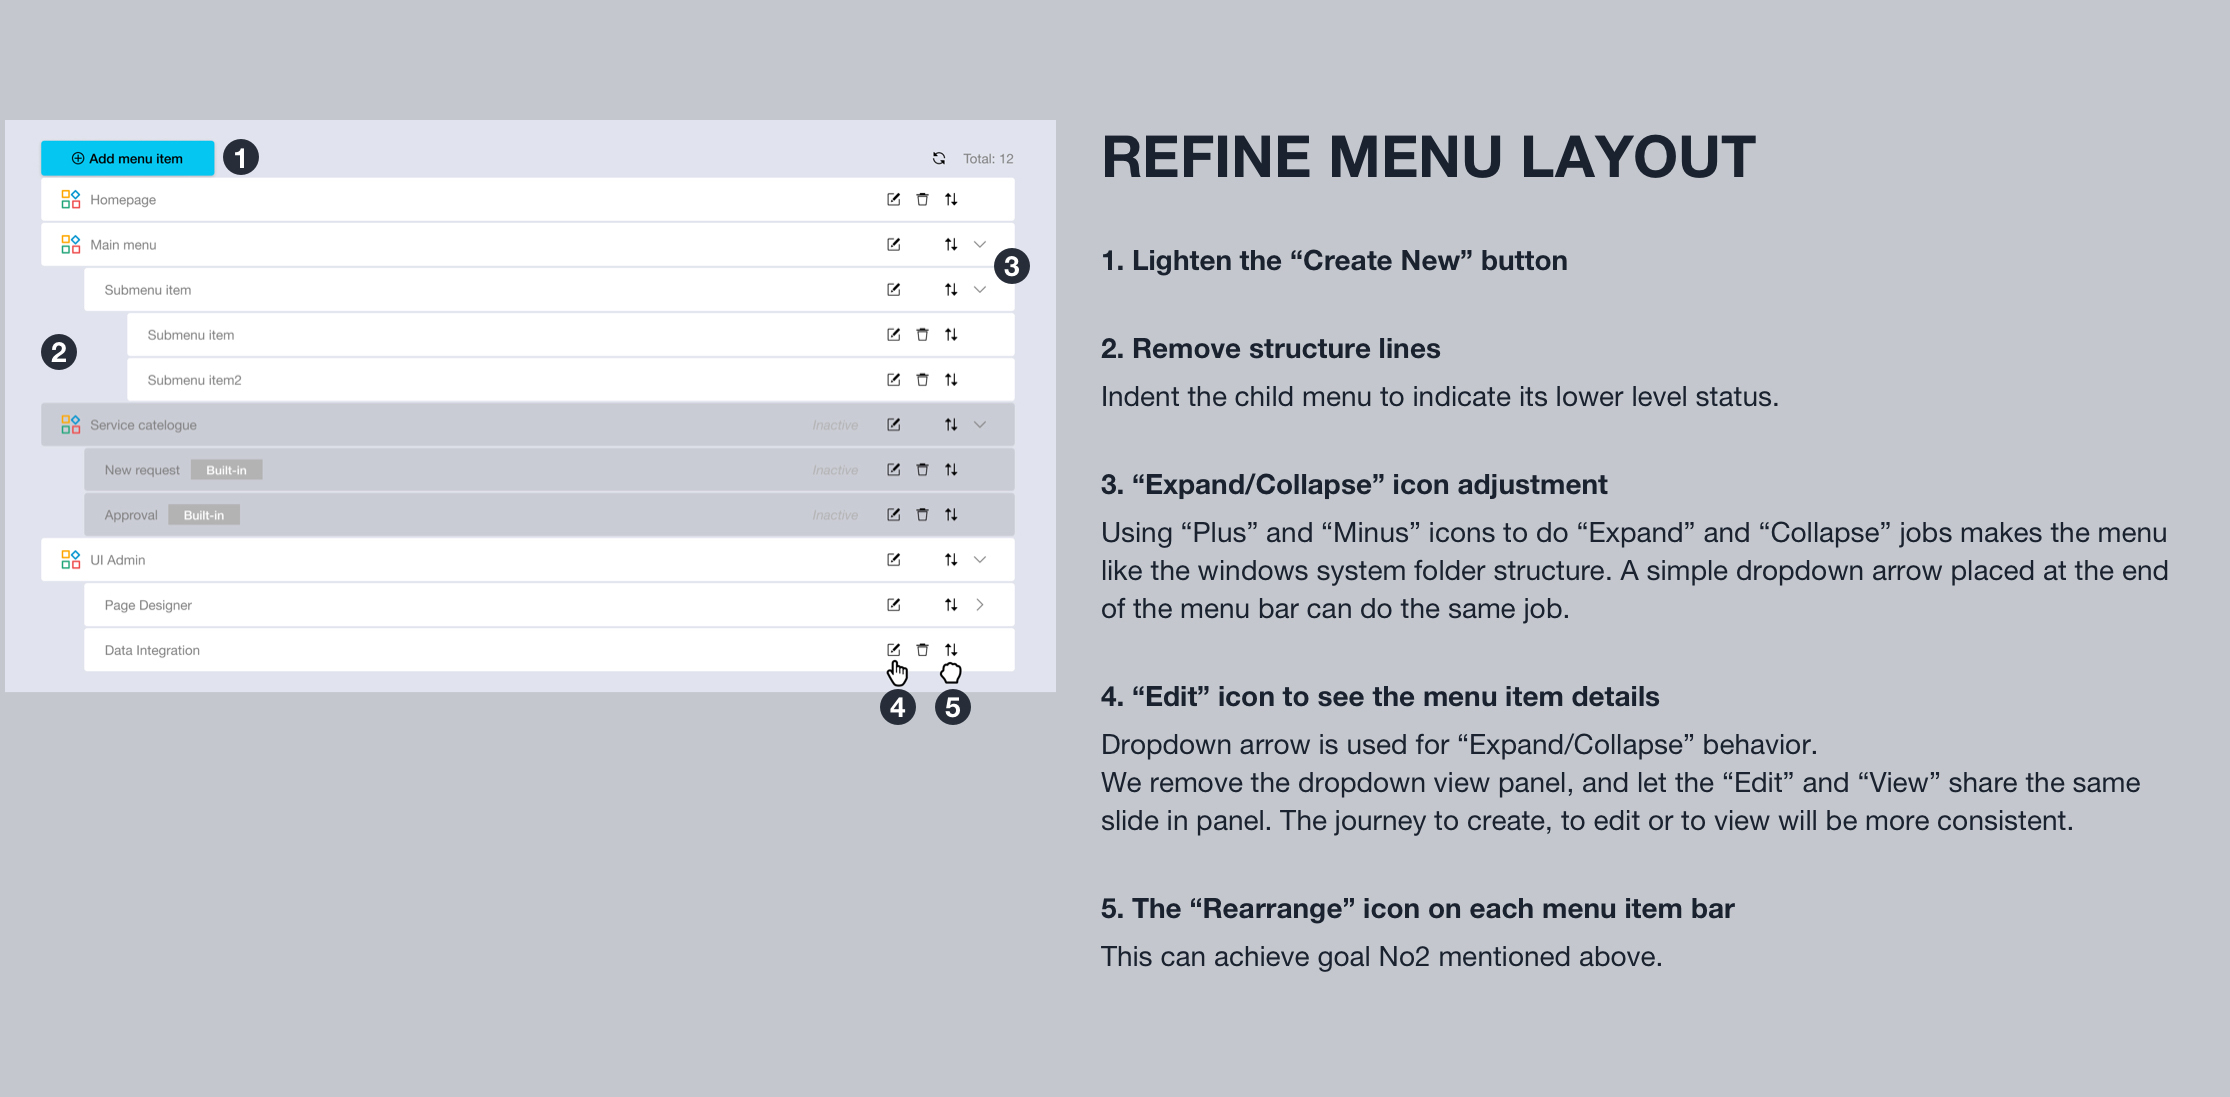 Add menu item
1
Total: 12
Homepage
Main menu
3
Submenu item
Submenu item
2
Submenu item2
Service catelogue Inactive
New request Built-in Inactive
Approval Built-in Inactive
UI Admin
Page Designer
Data Integration
4 5
REFINE MENU LAYOUT
1. Lighten the “Create New” button
2. Remove structure lines
Indent the child menu to indicate its lower level status.
3. “Expand/Collapse” icon adjustment
Using “Plus” and “Minus” icons to do “Expand” and “Collapse” jobs makes the menu
like the windows system folder structure. A simple dropdown arrow placed at the end
of the menu bar can do the same job.
4. “Edit” icon to see the menu item details
Dropdown arrow is used for “Expand/Collapse” behavior.
We remove the dropdown view panel, and let the “Edit” and “View” share the same
slide in panel. The journey to create, to edit or to view will be more consistent.
5. The “Rearrange” icon on each menu item bar
This can achieve goal No2 mentioned above.